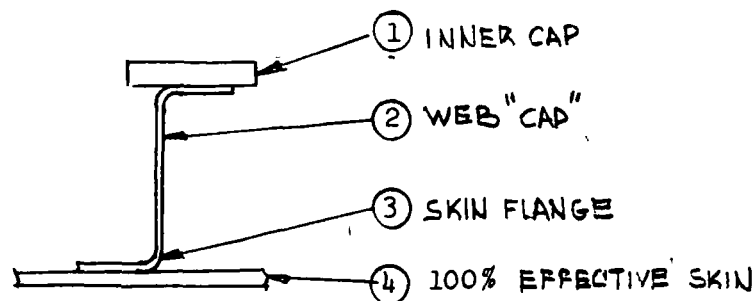 ① INNER CAP
② WEB "CAP"
③ SKIN FLANGE
④ 100% EFFECTIVE SKIN